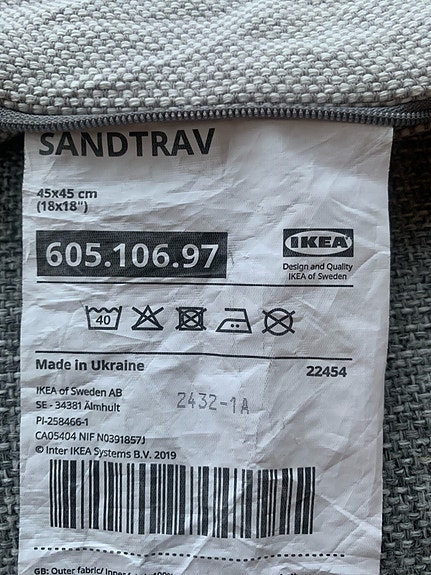 SANDTRAV
45x45 cm
(18x18")
605.106.97
IKEA
Design and Quality
IKEA of Sweden
40
Made in Ukraine
22454
IKEA of Sweden AB
SE - 34381 Älmhult
PI-258466-1
CA05404 NIF N0391857J
© Inter IKEA Systems B.V. 2019
2432-1A
GB: Outer fabric/